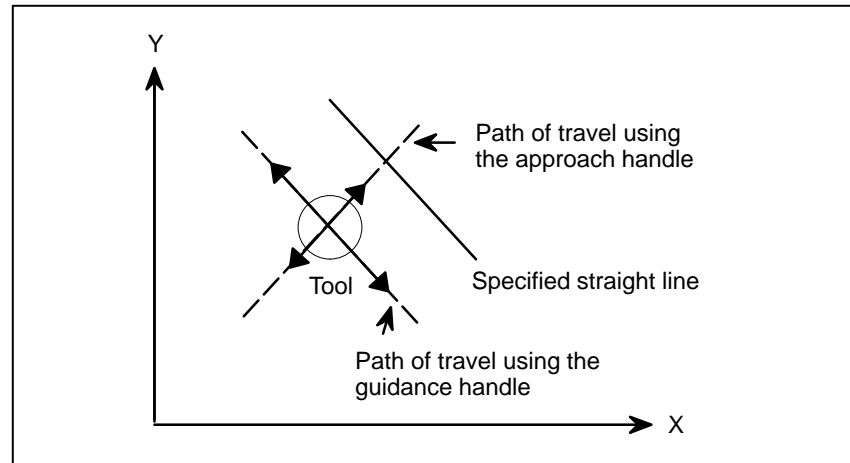 Y
Path of travel using
the approach handle
Tool
Specified straight line
Path of travel using the
guidance handle
X